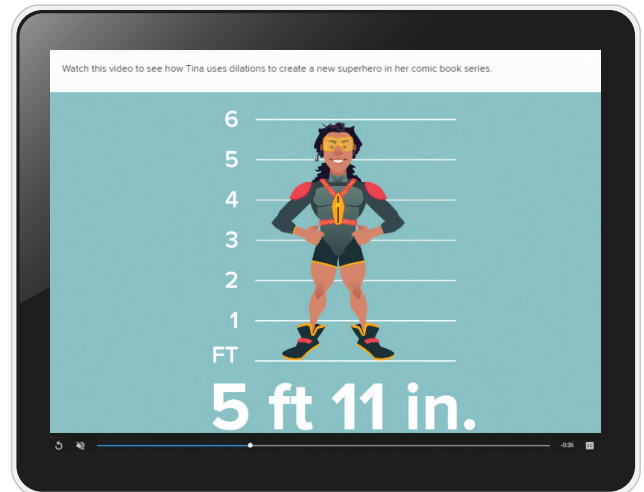 Watch this video to see how Tina uses dilations to create a new superhero in her comic book series.
6
5
4
3
2
1
FT
5 ft 11 in.
-0:35